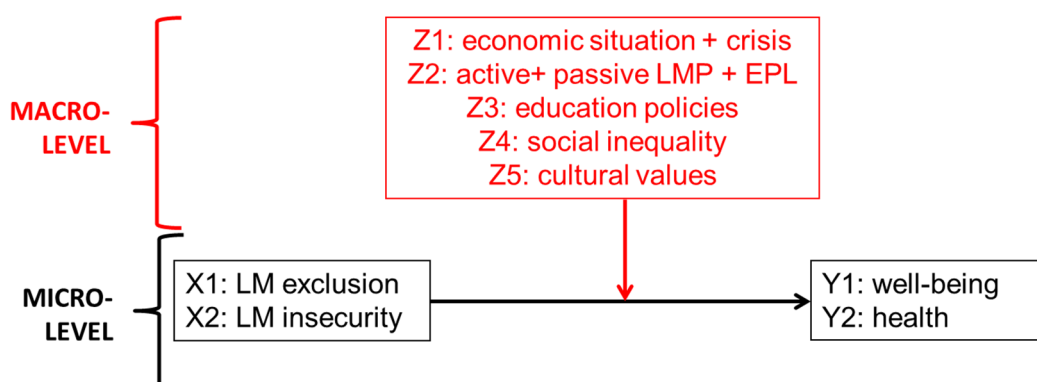 Z1: economic situation + crisis
Z2: active+ passive LMP + EPL
Z3: education policies
Z4: social inequality
Z5: cultural values
MACRO-
LEVEL
MICRO-
LEVEL
X1: LM exclusion
X2: LM insecurity
Y1: well-being
Y2: health